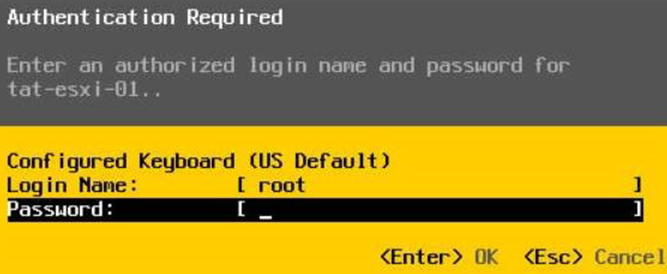 Authentication Required
Enter an authorized login name and password for
tat-esxi-01..
Configured Keyboard (US Default)
Login Name: [ root ]
Password: [ _ ]
<Enter> OK <Esc> Cancel